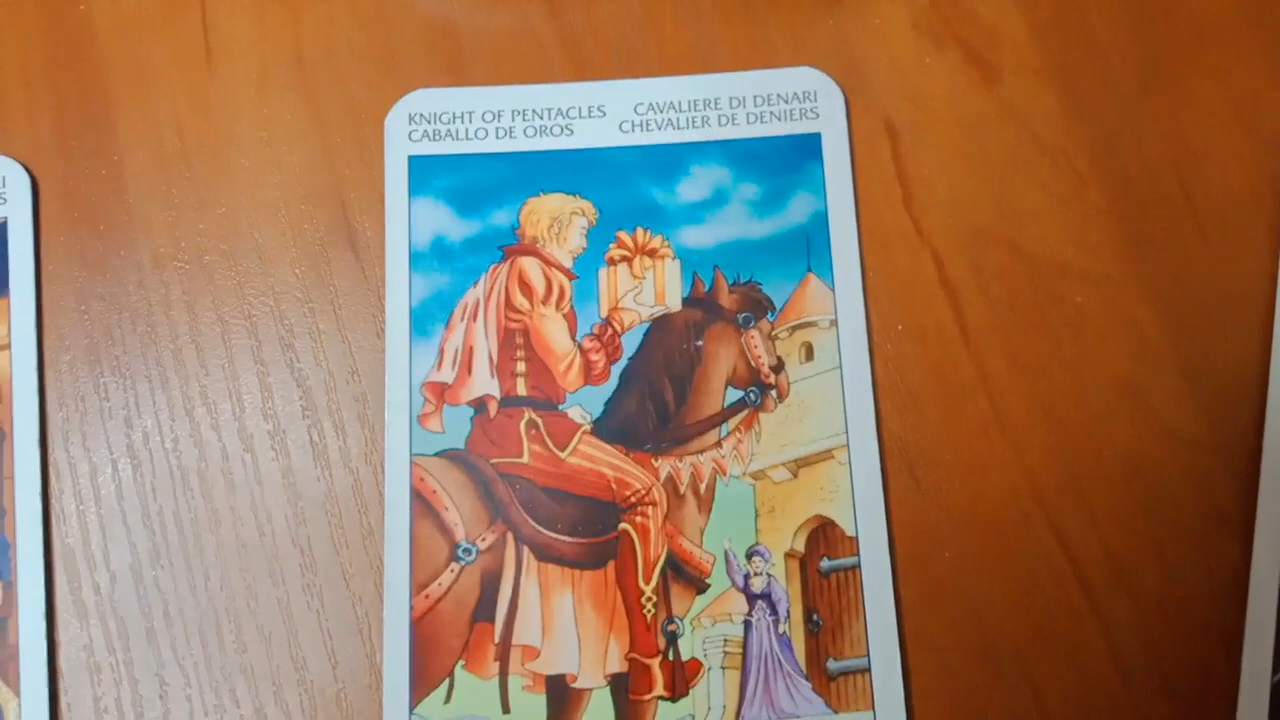 KNIGHT OF PENTACLES
CABALLO DE OROS
CAVALIERE DI DENARI
CHEVALIER DE DENIERS